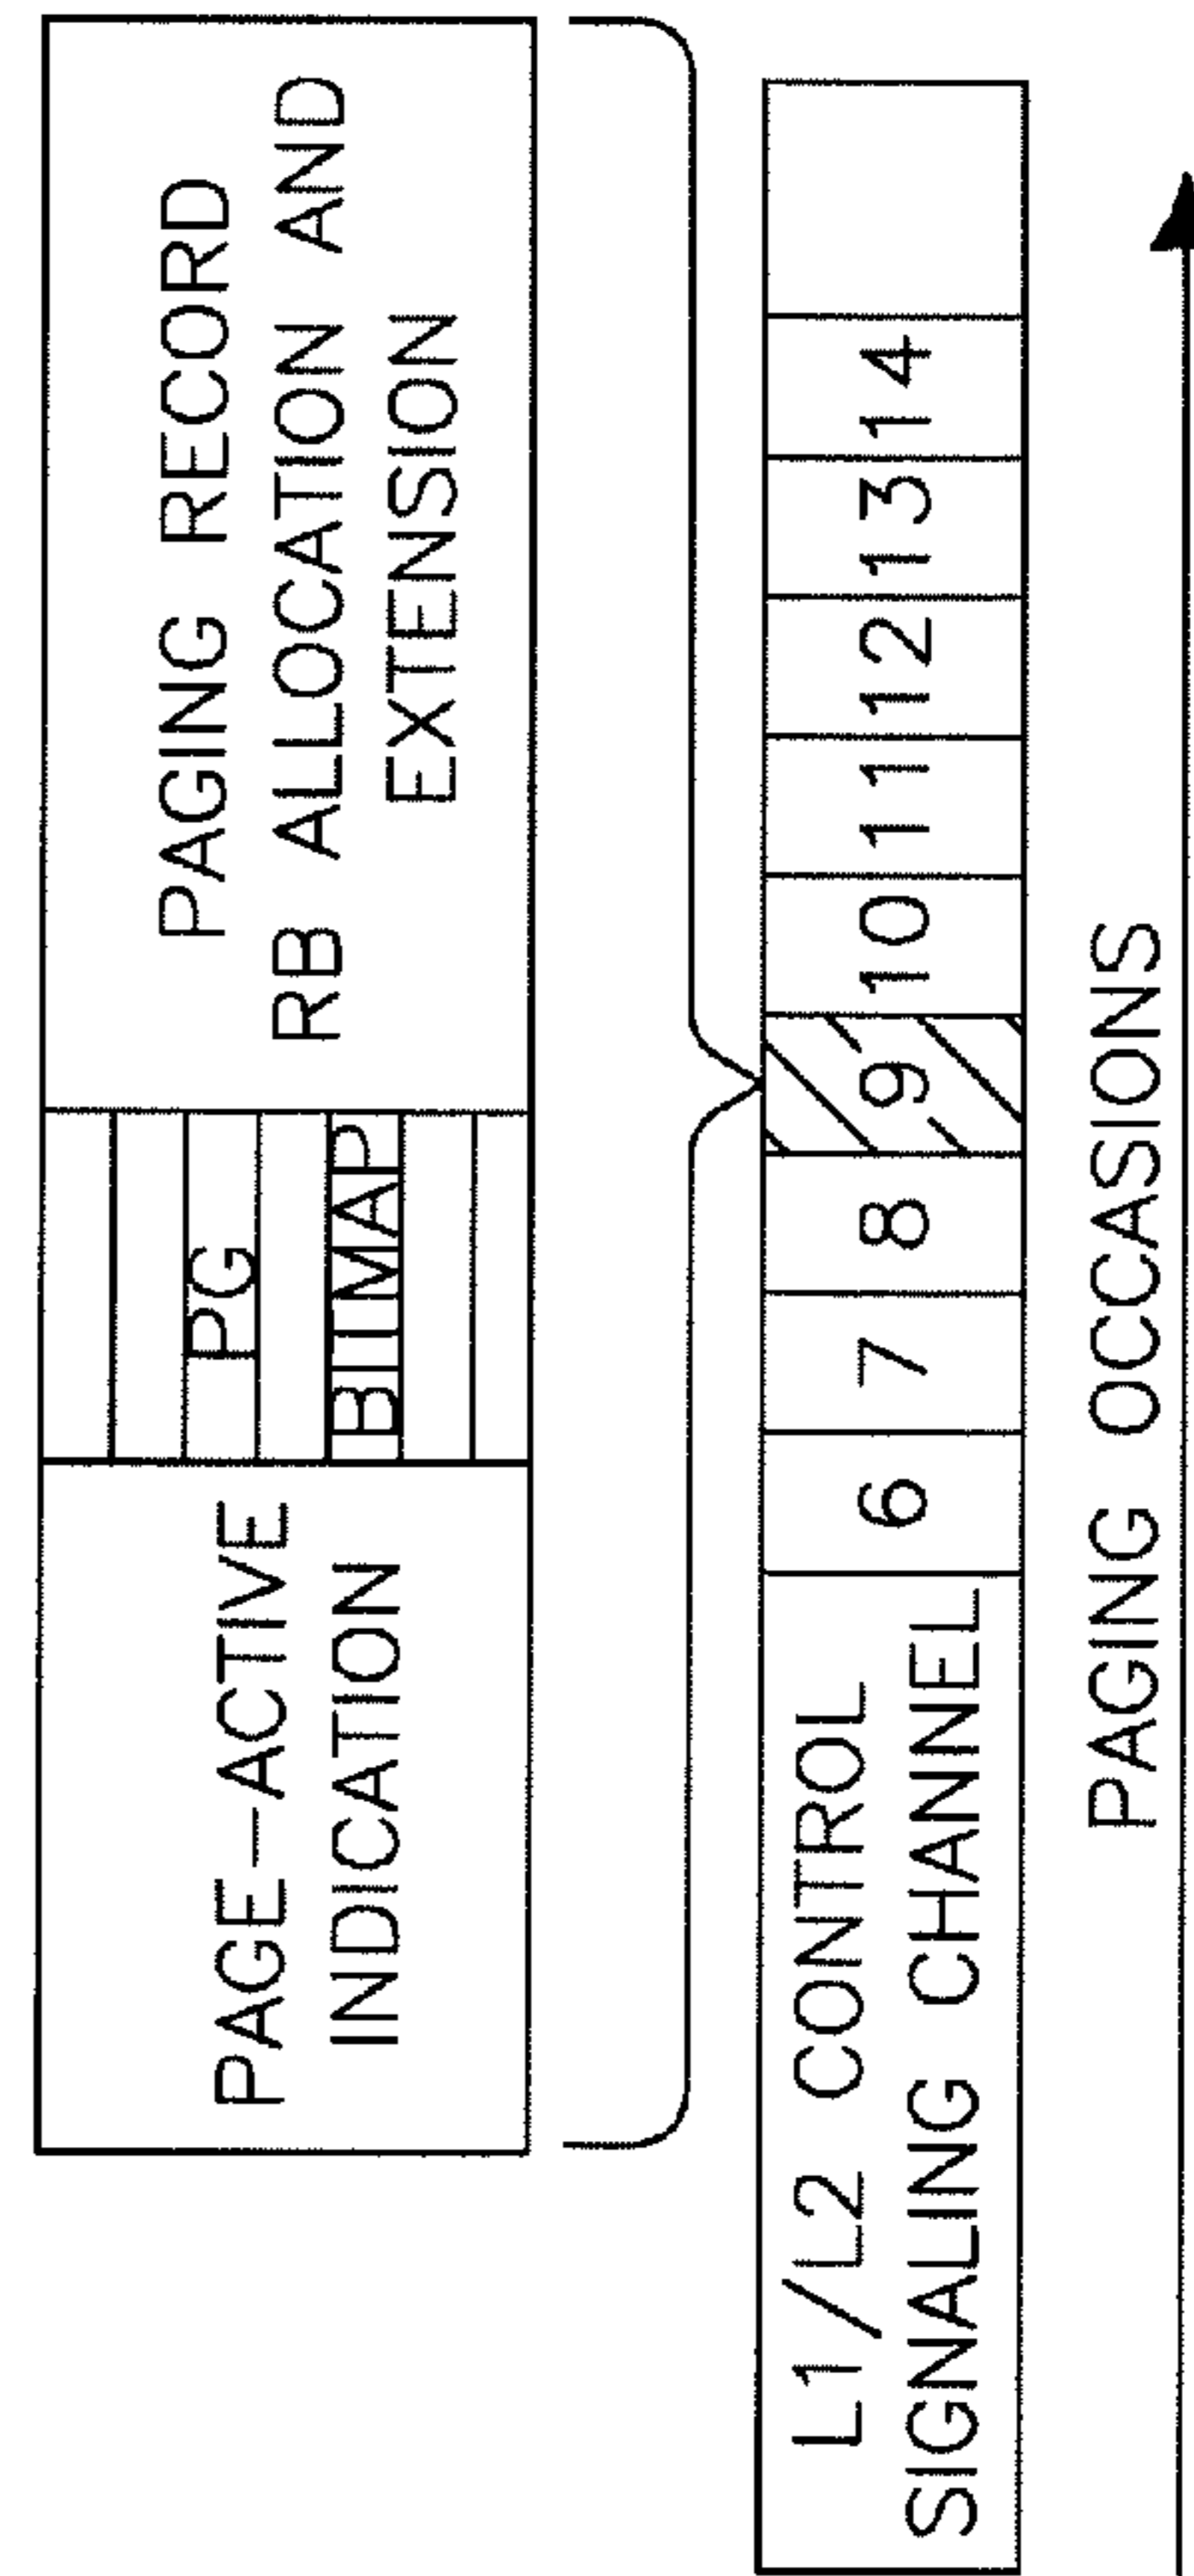 PAGE-ACTIVE
INDICATION
PG
BITMAP
PAGING RECORD
RB ALLOCATION AND
EXTENSION
L1/L2 CONTROL
SIGNALING CHANNEL
6 7 8 9 10 11 12 13 14
PAGING OCCASIONS